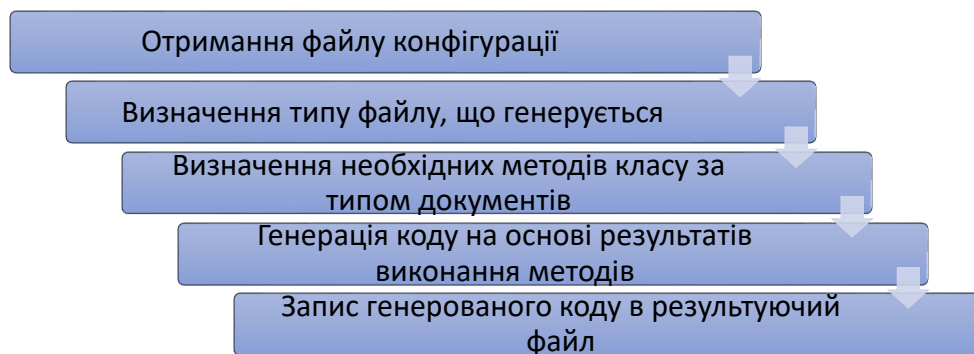 Отримання файлу конфігурації
Визначення типу файлу, що генерується
Визначення необхідних методів класу за
типом документів
Генерація коду на основі результатів
виконання методів
Запис генерованого коду в результуючий
файл